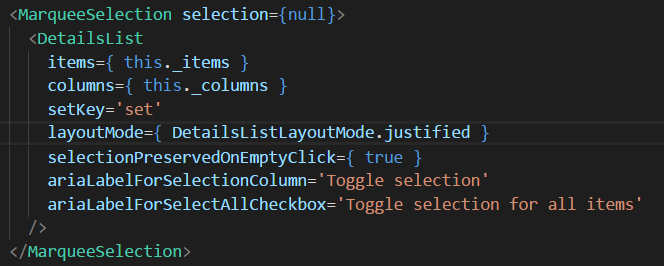 <MarqueeSelection selection={null}>
<DetailsList
items={ this._items }
columns={ this._columns }
setKey='set'
layoutMode={ DetailsListLayoutMode.justified }
selectionPreservedOnEmptyClick={ true }
ariaLabelForSelectionColumn='Toggle selection'
ariaLabelForSelectAllCheckbox='Toggle selection for all items'
/>
</MarqueeSelection>